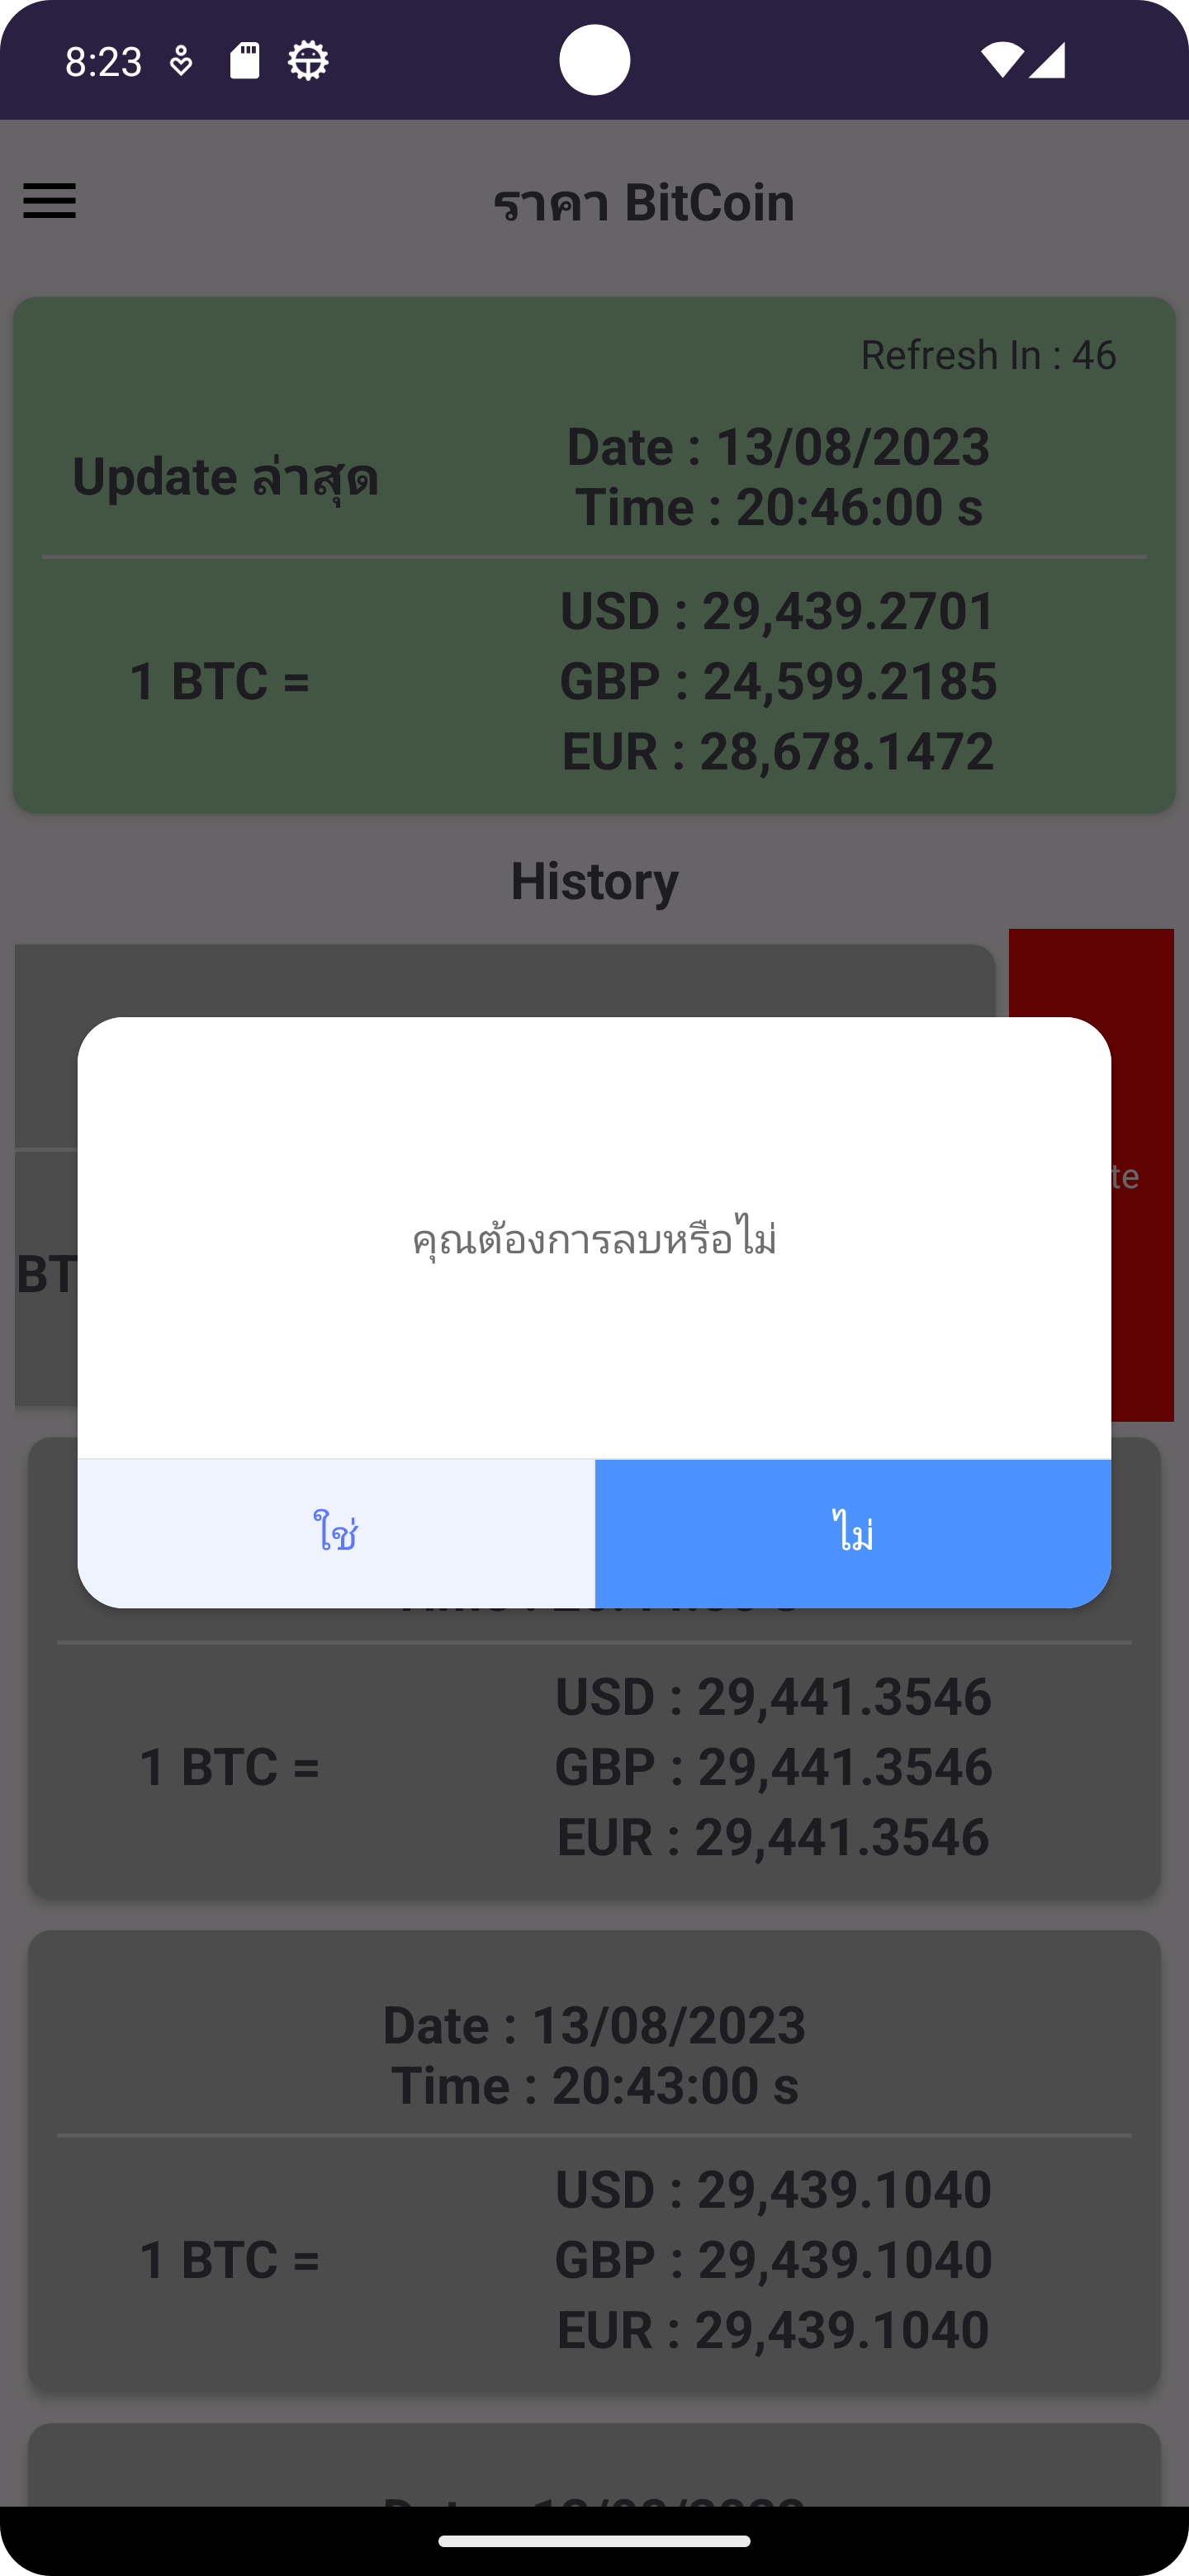 8:23
ราคา BitCoin
Refresh In : 46
Update ล่าสุด
Date : 13/08/2023
Time : 20:46:00 s
1 BTC =
USD : 29,439.2701
GBP : 24,599.2185
EUR : 28,678.1472
History
คุณต้องการลบหรือไม่
ใช่
ไม่
1 BTC =
USD : 29,441.3546
GBP : 29,441.3546
EUR : 29,441.3546
Date : 13/08/2023
Time : 20:43:00 s
1 BTC =
USD : 29,439.1040
GBP : 29,439.1040
EUR : 29,439.1040